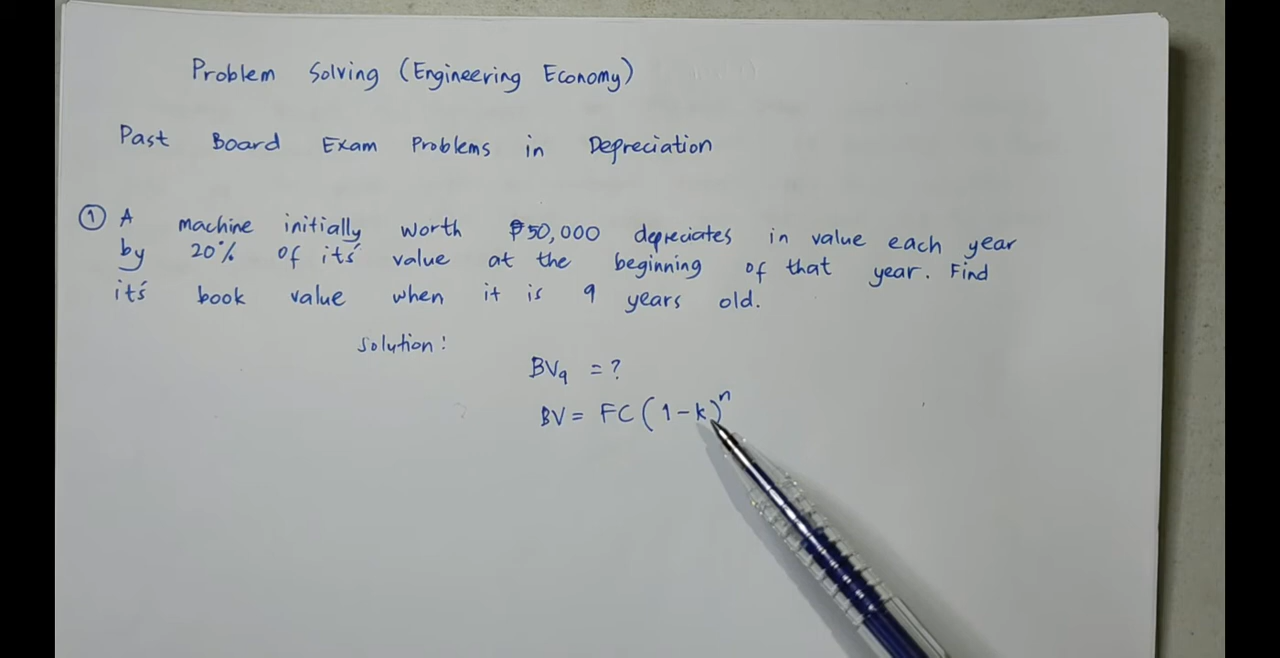 Problem Solving (Engineering Economy)
Past Board Exam Problems in Depreciation
① A machine initially worth ₱50,000 depreciates in value each year
by 20% of it's value at the beginning of that year. Find
it's book value when it is 9 years old.
Solution:
BV₉ = ?
BV = FC(1-k)ⁿ